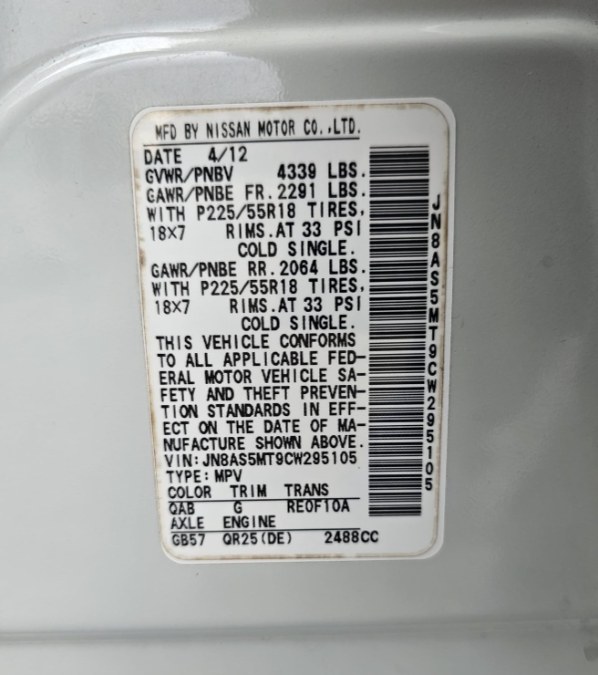 MFD BY NISSAN MOTOR CO.,LTD.
DATE 4/12
GVWR/PNBV 4339 LBS.
GAWR/PNBE FR.2291 LBS.
WITH P225/55R18 TIRES,
18X7 RIMS.AT 33 PSI
COLD SINGLE.
GAWR/PNBE RR.2064 LBS.
WITH P225/55R18 TIRES,
18X7 RIMS.AT 33 PSI
COLD SINGLE.
THIS VEHICLE CONFORMS
TO ALL APPLICABLE FED-
ERAL MOTOR VEHICLE SA-
FETY AND THEFT PREVEN-
TION STANDARDS IN EFF-
ECT ON THE DATE OF MA-
NUFACTURE SHOWN ABOVE.
VIN:JN8AS5MT9CW295105
TYPE:MPV
COLOR TRIM TRANS
QAB G RE0F10A
AXLE ENGINE
GB57 QR25(DE) 2488CC
JN8AS5MT9CW295105